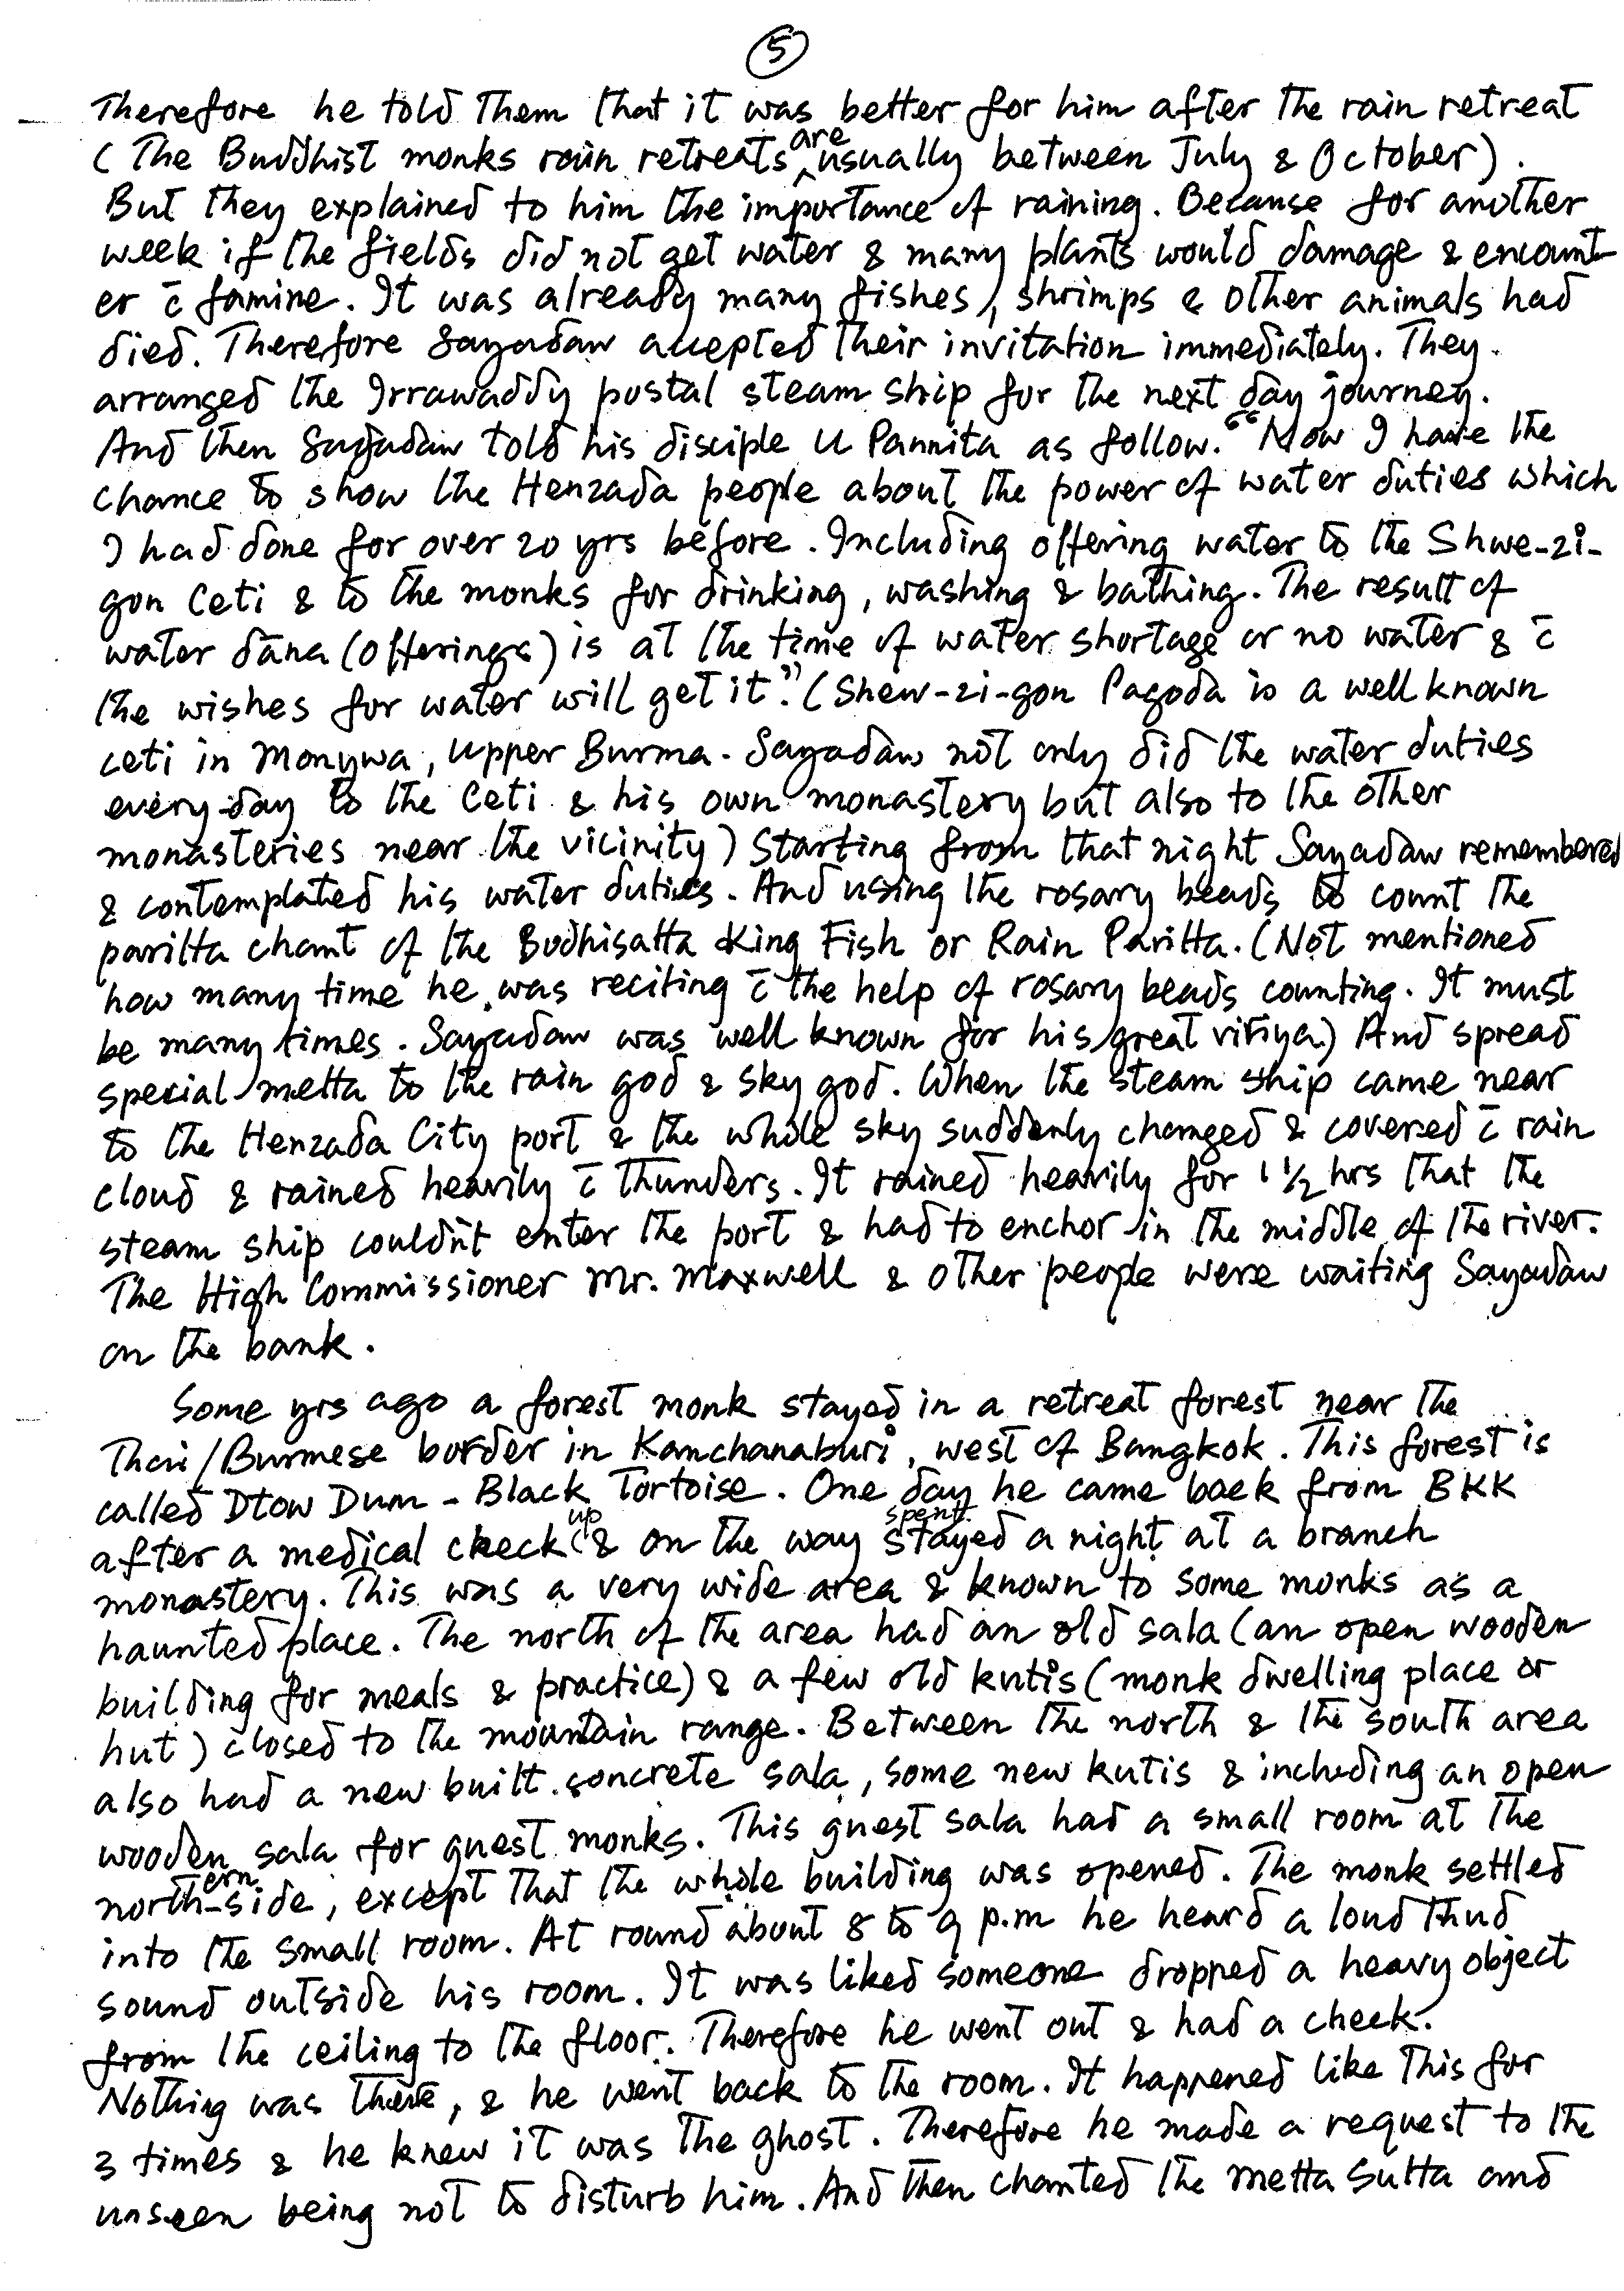 5
Therefore he told them that it was better for him after the rain retreat
(The Buddhist monks rain retreats are usually between July & October).
But they explained to him the importance of raining. Because for another
week if the fields did not get water & many plants would damage & encount-
er c̄ famine. It was already many fishes, shrimps & other animals had
died. Therefore Sayadaw accepted their invitation immediately. They
arranged the Irrawaddy postal steam ship for the next day journey.
And then Sayadaw told his disciple U Pannita as follow. "Now I have the
chance to show the Henzada people about the power of water duties which
I had done for over 20 yrs before. Including offering water to the Shwe-zi-
gon Ceti & to the monks for drinking, washing & bathing. The result of
water dāna (offerings) is at the time of water shortage or no water & c̄
the wishes for water will get it." (Shew-zi-gon Pagoda is a well known
ceti in Monywa, Upper Burma. Sayadaw not only did the water duties
every-day to the Ceti & his own monastery but also to the other
monasteries near the vicinity) Starting from that night Sayadaw remembered
& contemplated his water duties. And using the rosary beads to count the
paritta chant of the Bodhisatta King Fish or Rain Paritta. (Not mentioned
how many time he was reciting c̄ the help of rosary beads counting. It must
be many times. Sayadaw was well known for his great viriya.) And spread
special metta to the rain god & sky god. When the steam ship came near
to the Henzada City port & the whole sky suddenly changed & covered c̄ rain
cloud & rained heavily c̄ thunders. It rained heavily for 1 1/2 hrs that the
steam ship couldn't enter the port & had to enchor in the middle of the river.
The High Commissioner Mr. Maxwell & other people were waiting Sayadaw
on the bank.
Some yrs ago a forest monk stayed in a retreat forest near the
Thai/Burmese border in Kanchanaburi, west of Bangkok. This forest is
called Dtow Dum - Black Tortoise. One day he came back from BKK
after a medical check up & on the way spent stayed a night at a branch
monastery. This was a very wide area & known to some monks as a
haunted place. The north of the area had an old sala (an open wooden
building for meals & practice) & a few old kutis (monk dwelling place or
hut) closed to the mountain range. Between the north & the south area
also had a new built concrete sala, some new kutis & including an open
wooden sala for guest monks. This guest sala had a small room at the
northern-side, except that the whole building was opened. The monk settled
into the small room. At round about 8 to 9 p.m he heard a loud thud
sound outside his room. It was liked someone dropped a heavy object
from the ceiling to the floor. Therefore he went out & had a check.
Nothing was there, & he went back to the room. It happened like this for
3 times & he knew it was the ghost. Therefore he made a request to the
unseen being not to disturb him. And then chanted the metta sutta and